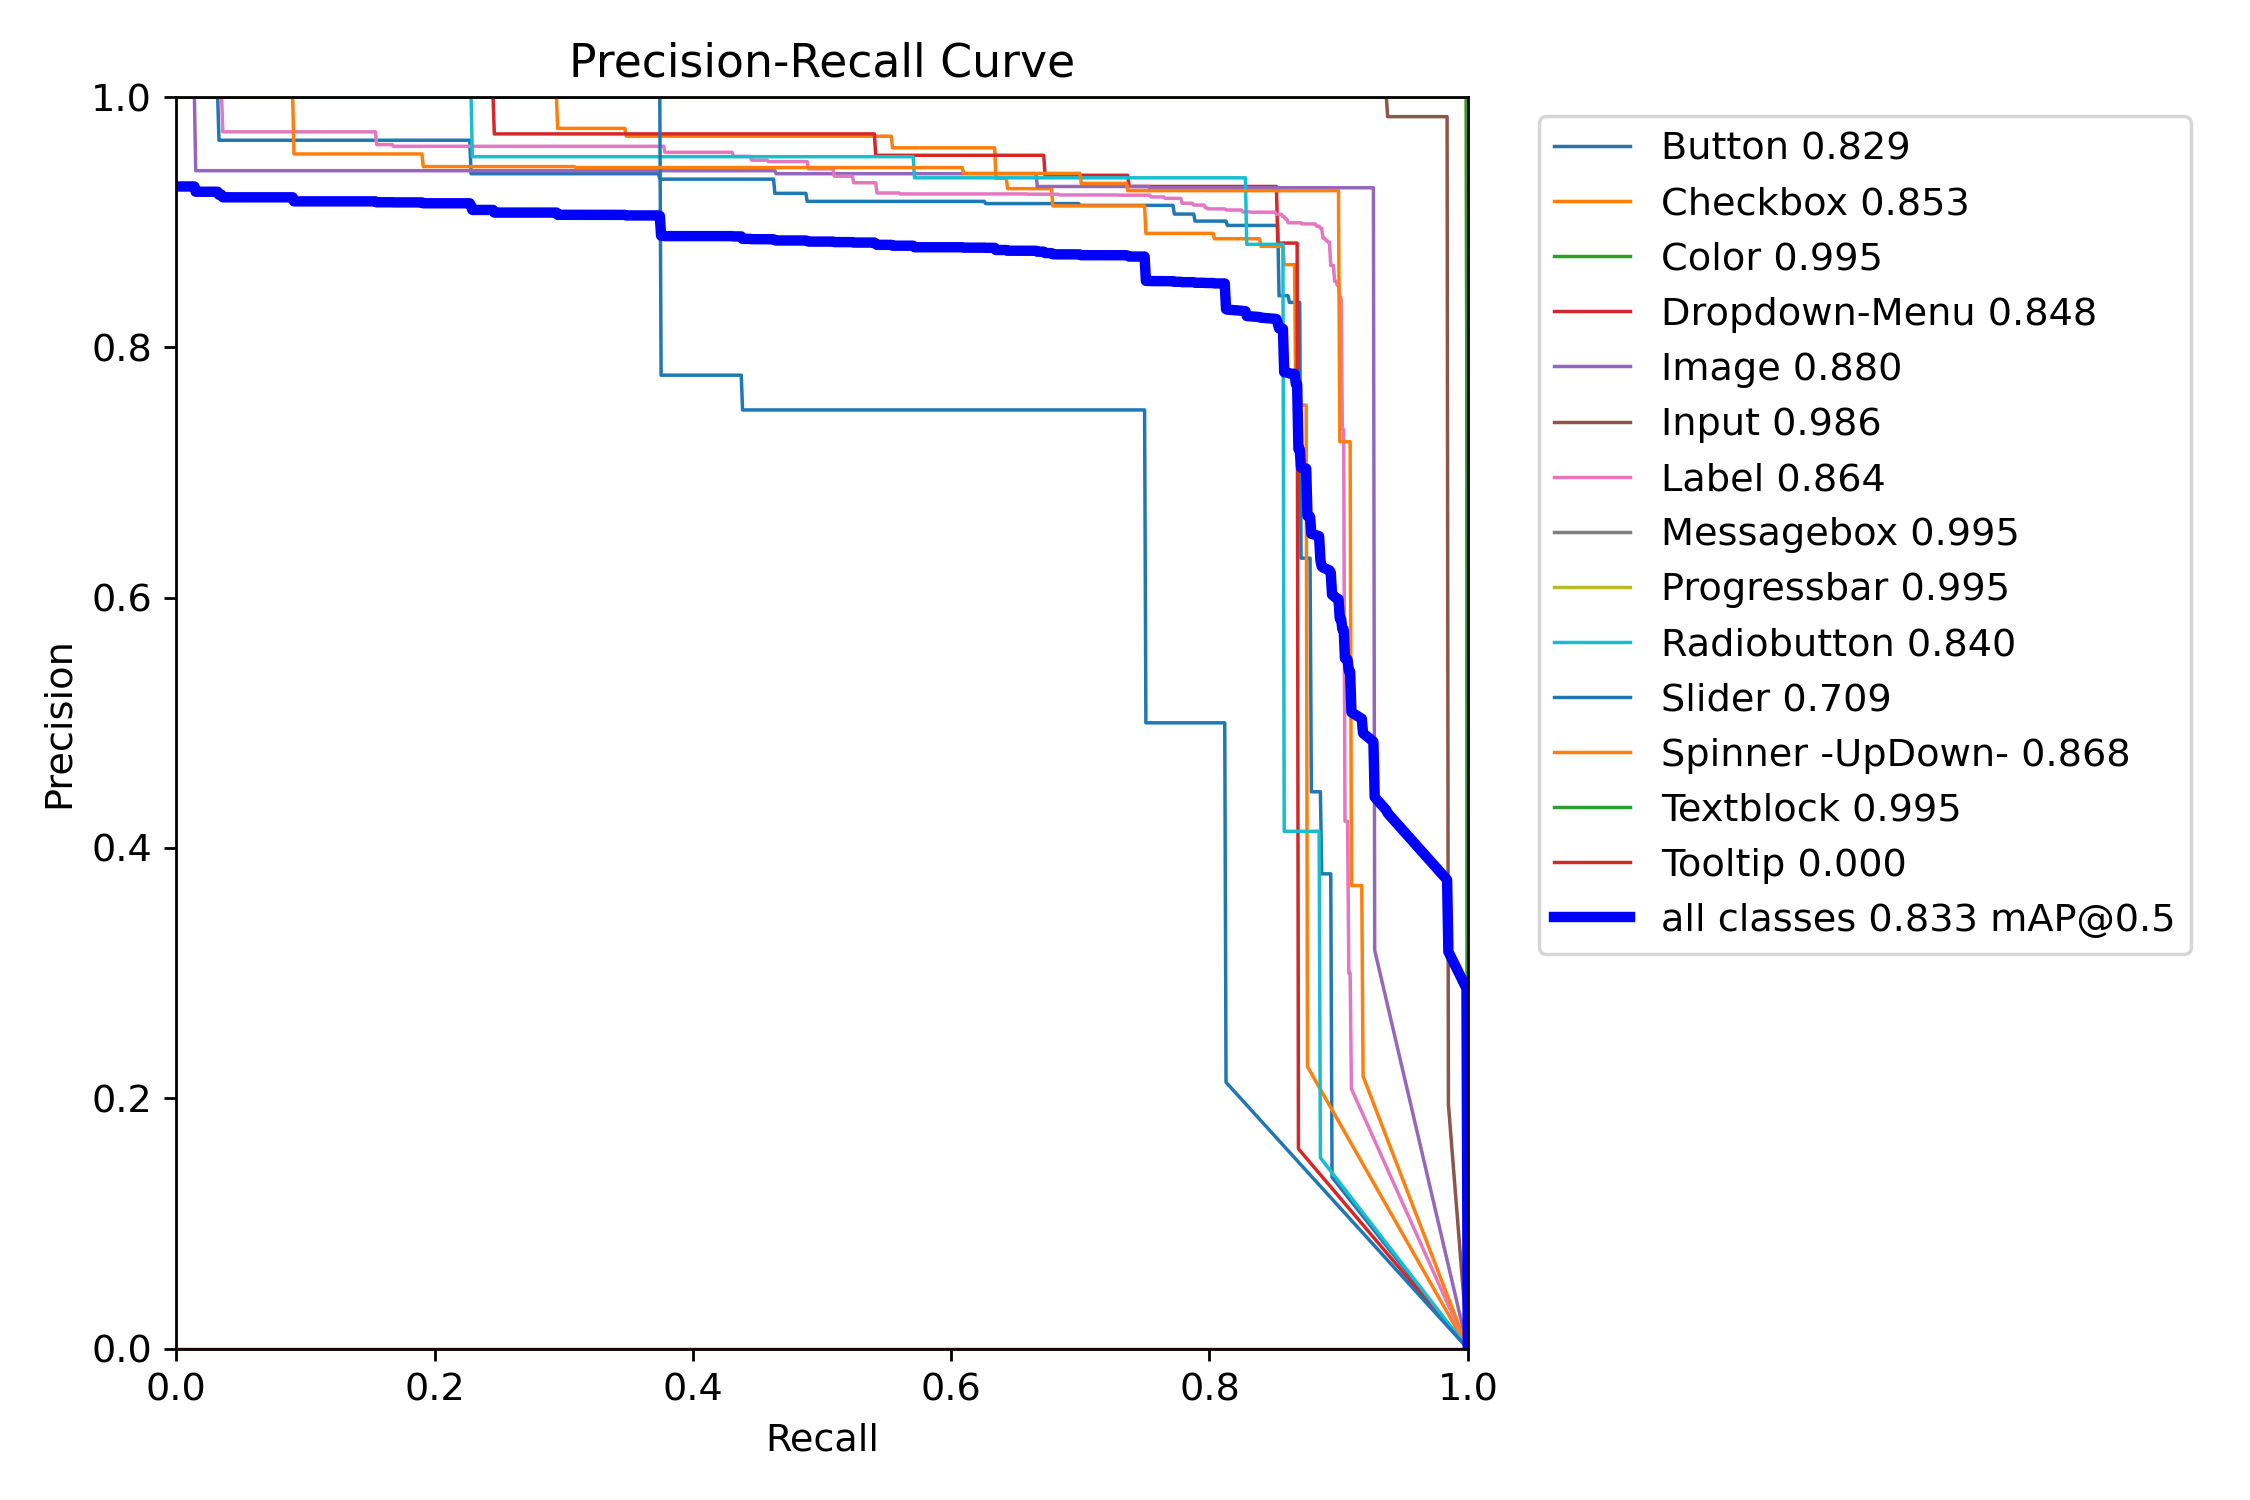 Precision-Recall Curve
1.0
0.8
0.6
0.4
0.2
0.0
Precision
0.0 0.2 0.4 0.6 0.8 1.0
Recall
Button 0.829
Checkbox 0.853
Color 0.995
Dropdown-Menu 0.848
Image 0.880
Input 0.986
Label 0.864
Messagebox 0.995
Progressbar 0.995
Radiobutton 0.840
Slider 0.709
Spinner -UpDown- 0.868
Textblock 0.995
Tooltip 0.000
all classes 0.833 mAP@0.5